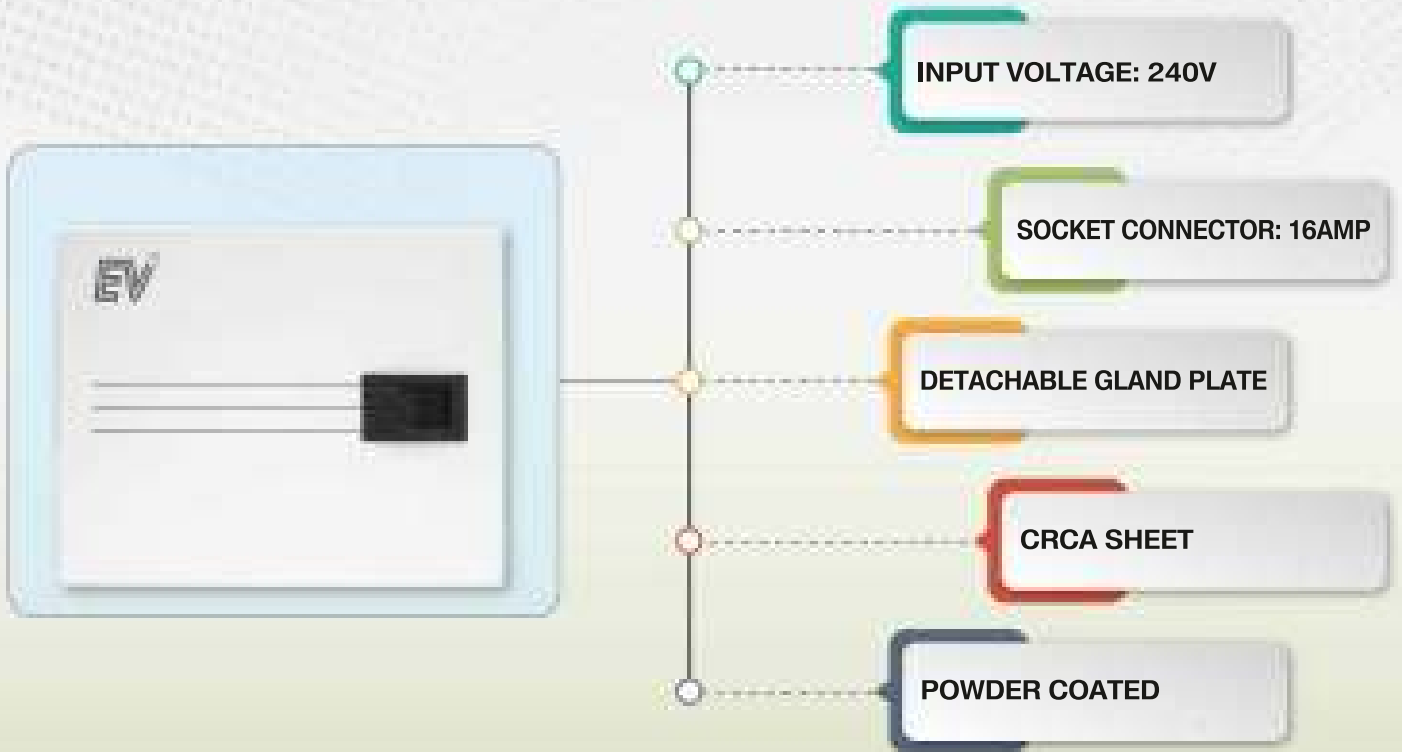 EV
INPUT VOLTAGE: 240V
SOCKET CONNECTOR: 16AMP
DETACHABLE GLAND PLATE
CRCA SHEET
POWDER COATED